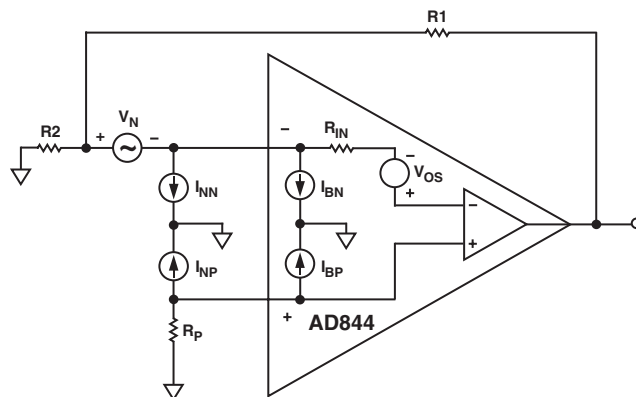 R1
V_N
R2
+
−
−
R_IN
−
V_OS
+
I_NN
I_BN
−
+
I_NP
I_BP
R_P
+
AD844